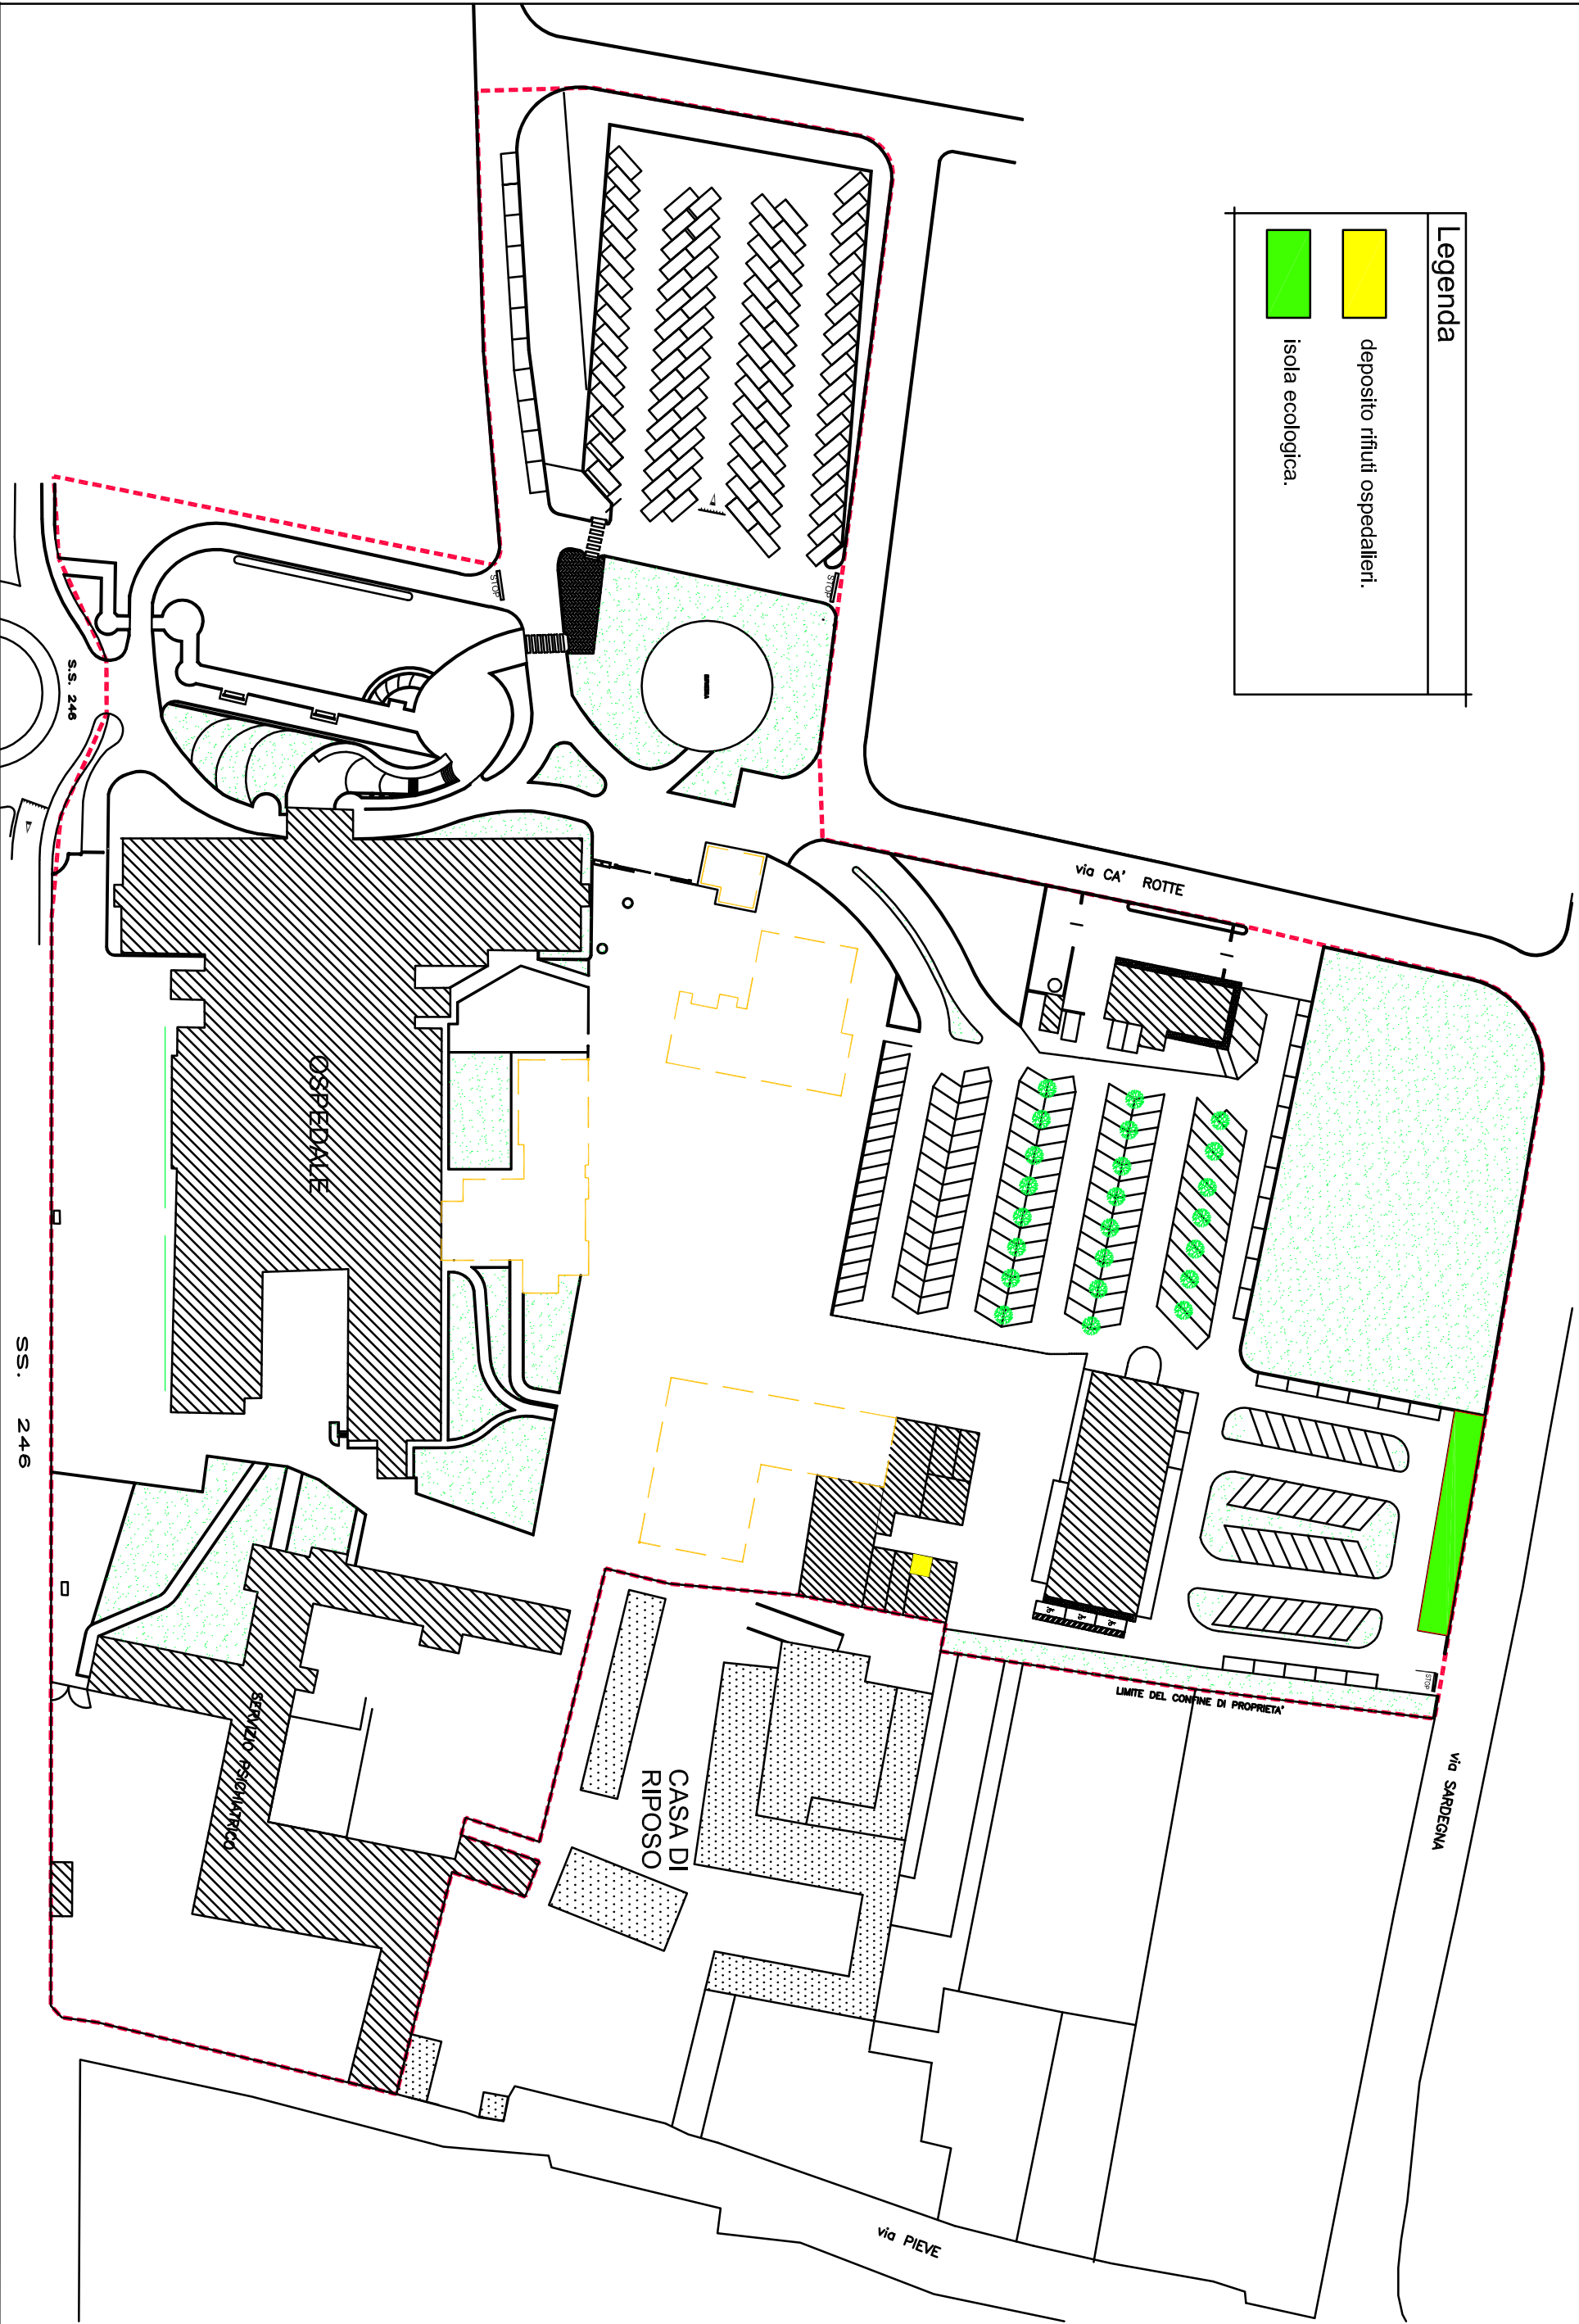 Legenda
deposito rifiuti ospedalieri.
isola ecologica.
STOP
STOP
S.S. 246
via CA' ROTTE
OSPEDALE
SS. 246
STOP
LIMITE DEL CONFINE DI PROPRIETA'
via SARDEGNA
CASA DI
RIPOSO
SERVIZIO PSICHIATRICO
via PIEVE